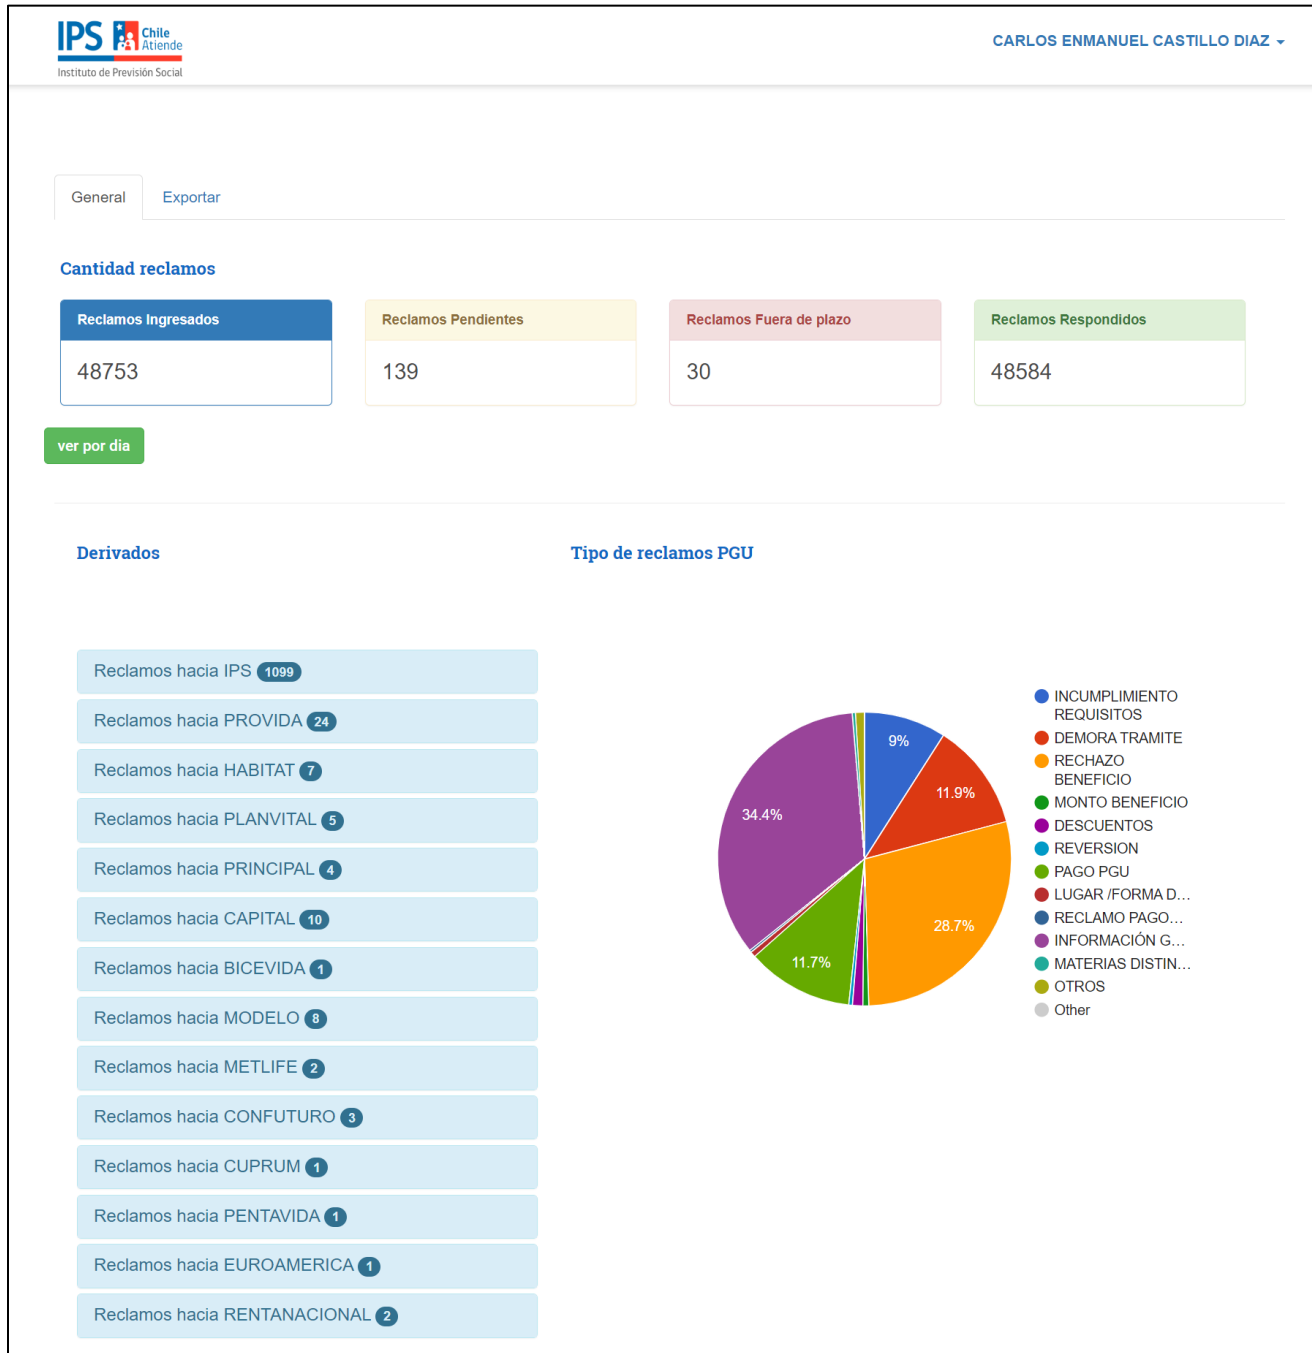 IPS Chile Atiende
Instituto de Previsión Social
CARLOS ENMANUEL CASTILLO DIAZ
General
Exportar
Cantidad reclamos
Reclamos Ingresados
48753
Reclamos Pendientes
139
Reclamos Fuera de plazo
30
Reclamos Respondidos
48584
ver por dia
Derivados
Reclamos hacia IPS 1099
Reclamos hacia PROVIDA 24
Reclamos hacia HABITAT 7
Reclamos hacia PLANVITAL 5
Reclamos hacia PRINCIPAL 4
Reclamos hacia CAPITAL 10
Reclamos hacia BICEVIDA 1
Reclamos hacia MODELO 8
Reclamos hacia METLIFE 2
Reclamos hacia CONFUTURO 3
Reclamos hacia CUPRUM 1
Reclamos hacia PENTAVIDA 1
Reclamos hacia EUROAMERICA 1
Reclamos hacia RENTANACIONAL 2
Tipo de reclamos PGU
9%
11.9%
28.7%
11.7%
34.4%
INCUMPLIMIENTO
REQUISITOS
DEMORA TRAMITE
RECHAZO
BENEFICIO
MONTO BENEFICIO
DESCUENTOS
REVERSION
PAGO PGU
LUGAR /FORMA D...
RECLAMO PAGO...
INFORMACIÓN G...
MATERIAS DISTIN...
OTROS
Other